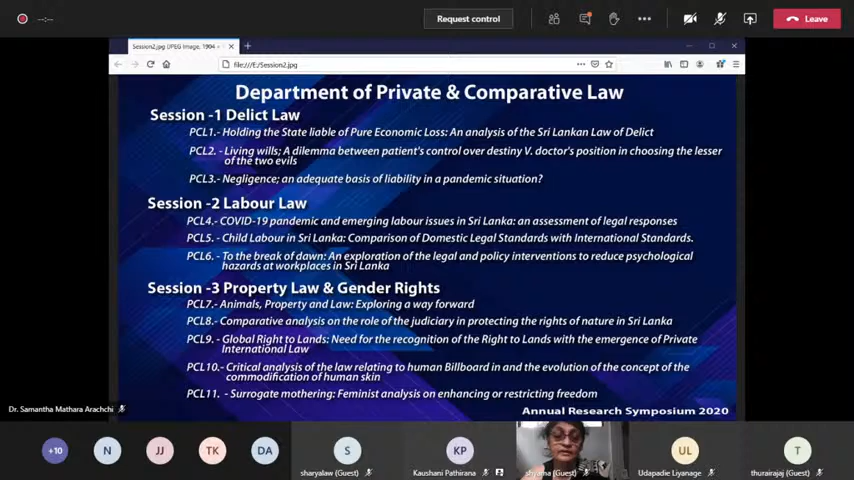 --:--
Request control
Leave
Session2.jpg (JPEG Image, 1904 ×
file:///E:/Session2.jpg
Department of Private & Comparative Law
Session -1 Delict Law
PCL1.- Holding the State liable of Pure Economic Loss: An analysis of the Sri Lankan Law of Delict
PCL2. - Living wills; A dilemma between patient's control over destiny V. doctor's position in choosing the lesser
of the two evils
PCL3.- Negligence; an adequate basis of liability in a pandemic situation?
Session -2 Labour Law
PCL4.- COVID-19 pandemic and emerging labour issues in Sri Lanka: an assessment of legal responses
PCL5.- Child Labour in Sri Lanka: Comparison of Domestic Legal Standards with International Standards.
PCL6. - To the break of dawn: An exploration of the legal and policy interventions to reduce psychological
hazards at workplaces in Sri Lanka
Session -3 Property Law & Gender Rights
PCL7.- Animals, Property and Law: Exploring a way forward
PCL8.- Comparative analysis on the role of the judiciary in protecting the rights of nature in Sri Lanka
PCL9.- Global Right to Lands: Need for the recognition of the Right to Lands with the emergence of Private
International Law
PCL10.- Critical analysis of the law relating to human Billboard in and the evolution of the concept of the
commodification of human skin
PCL11. - Surrogate mothering: Feminist analysis on enhancing or restricting freedom
Annual Research Symposium 2020
Dr. Samantha Mathara Arachchi
+10
N
JJ
TK
DA
S
KP
UL
T
sharyalaw (Guest)
Kaushani Pathirana
shyama (Guest)
Udapadie Liyanage
thurairajaj (Guest)